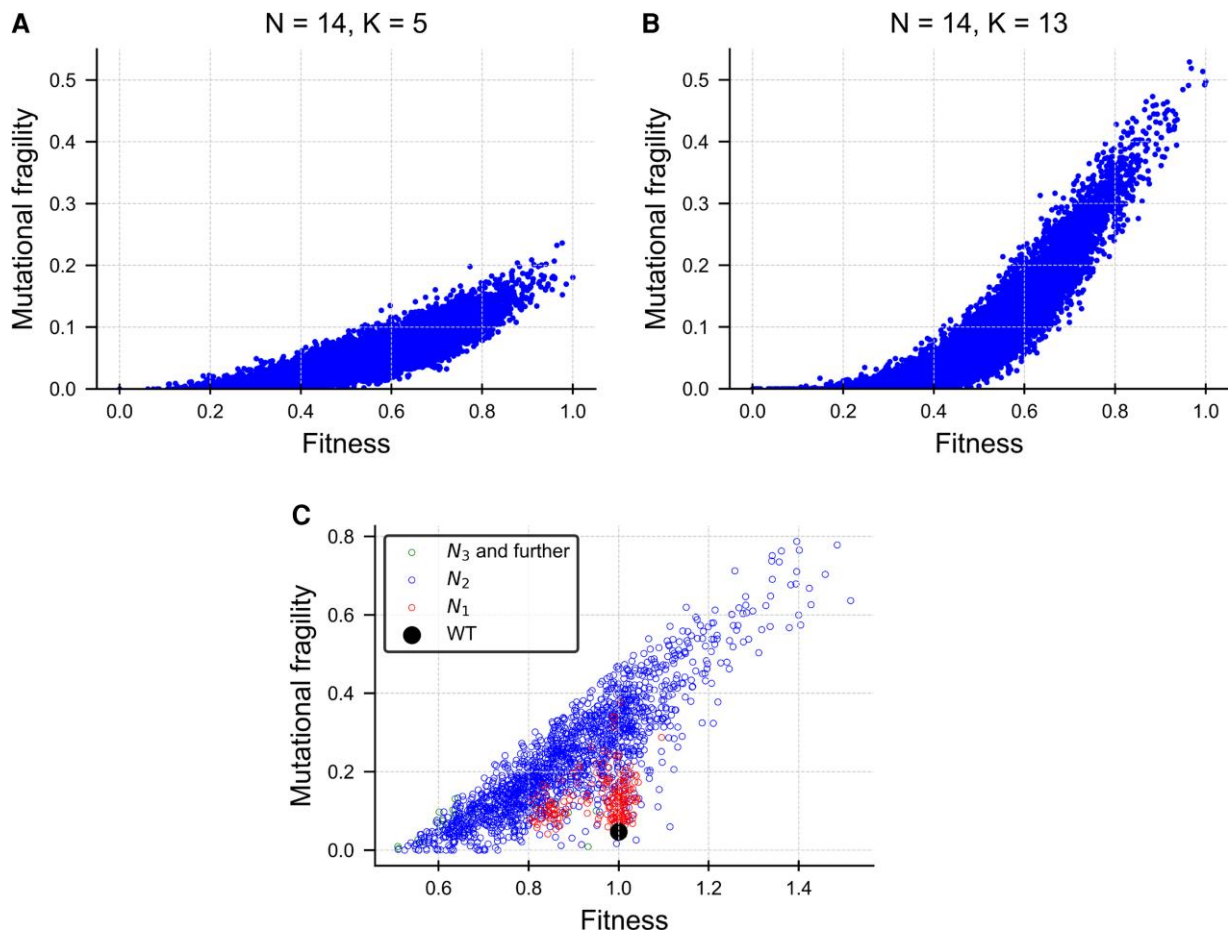 A
N = 14, K = 5
Mutational fragility
0.5
0.4
0.3
0.2
0.1
0.0
0.0 0.2 0.4 0.6 0.8 1.0
Fitness
B
N = 14, K = 13
Mutational fragility
0.5
0.4
0.3
0.2
0.1
0.0
0.0 0.2 0.4 0.6 0.8 1.0
Fitness
C
N₃ and further
N₂
N₁
WT
Mutational fragility
0.8
0.6
0.4
0.2
0.0
0.6 0.8 1.0 1.2 1.4
Fitness